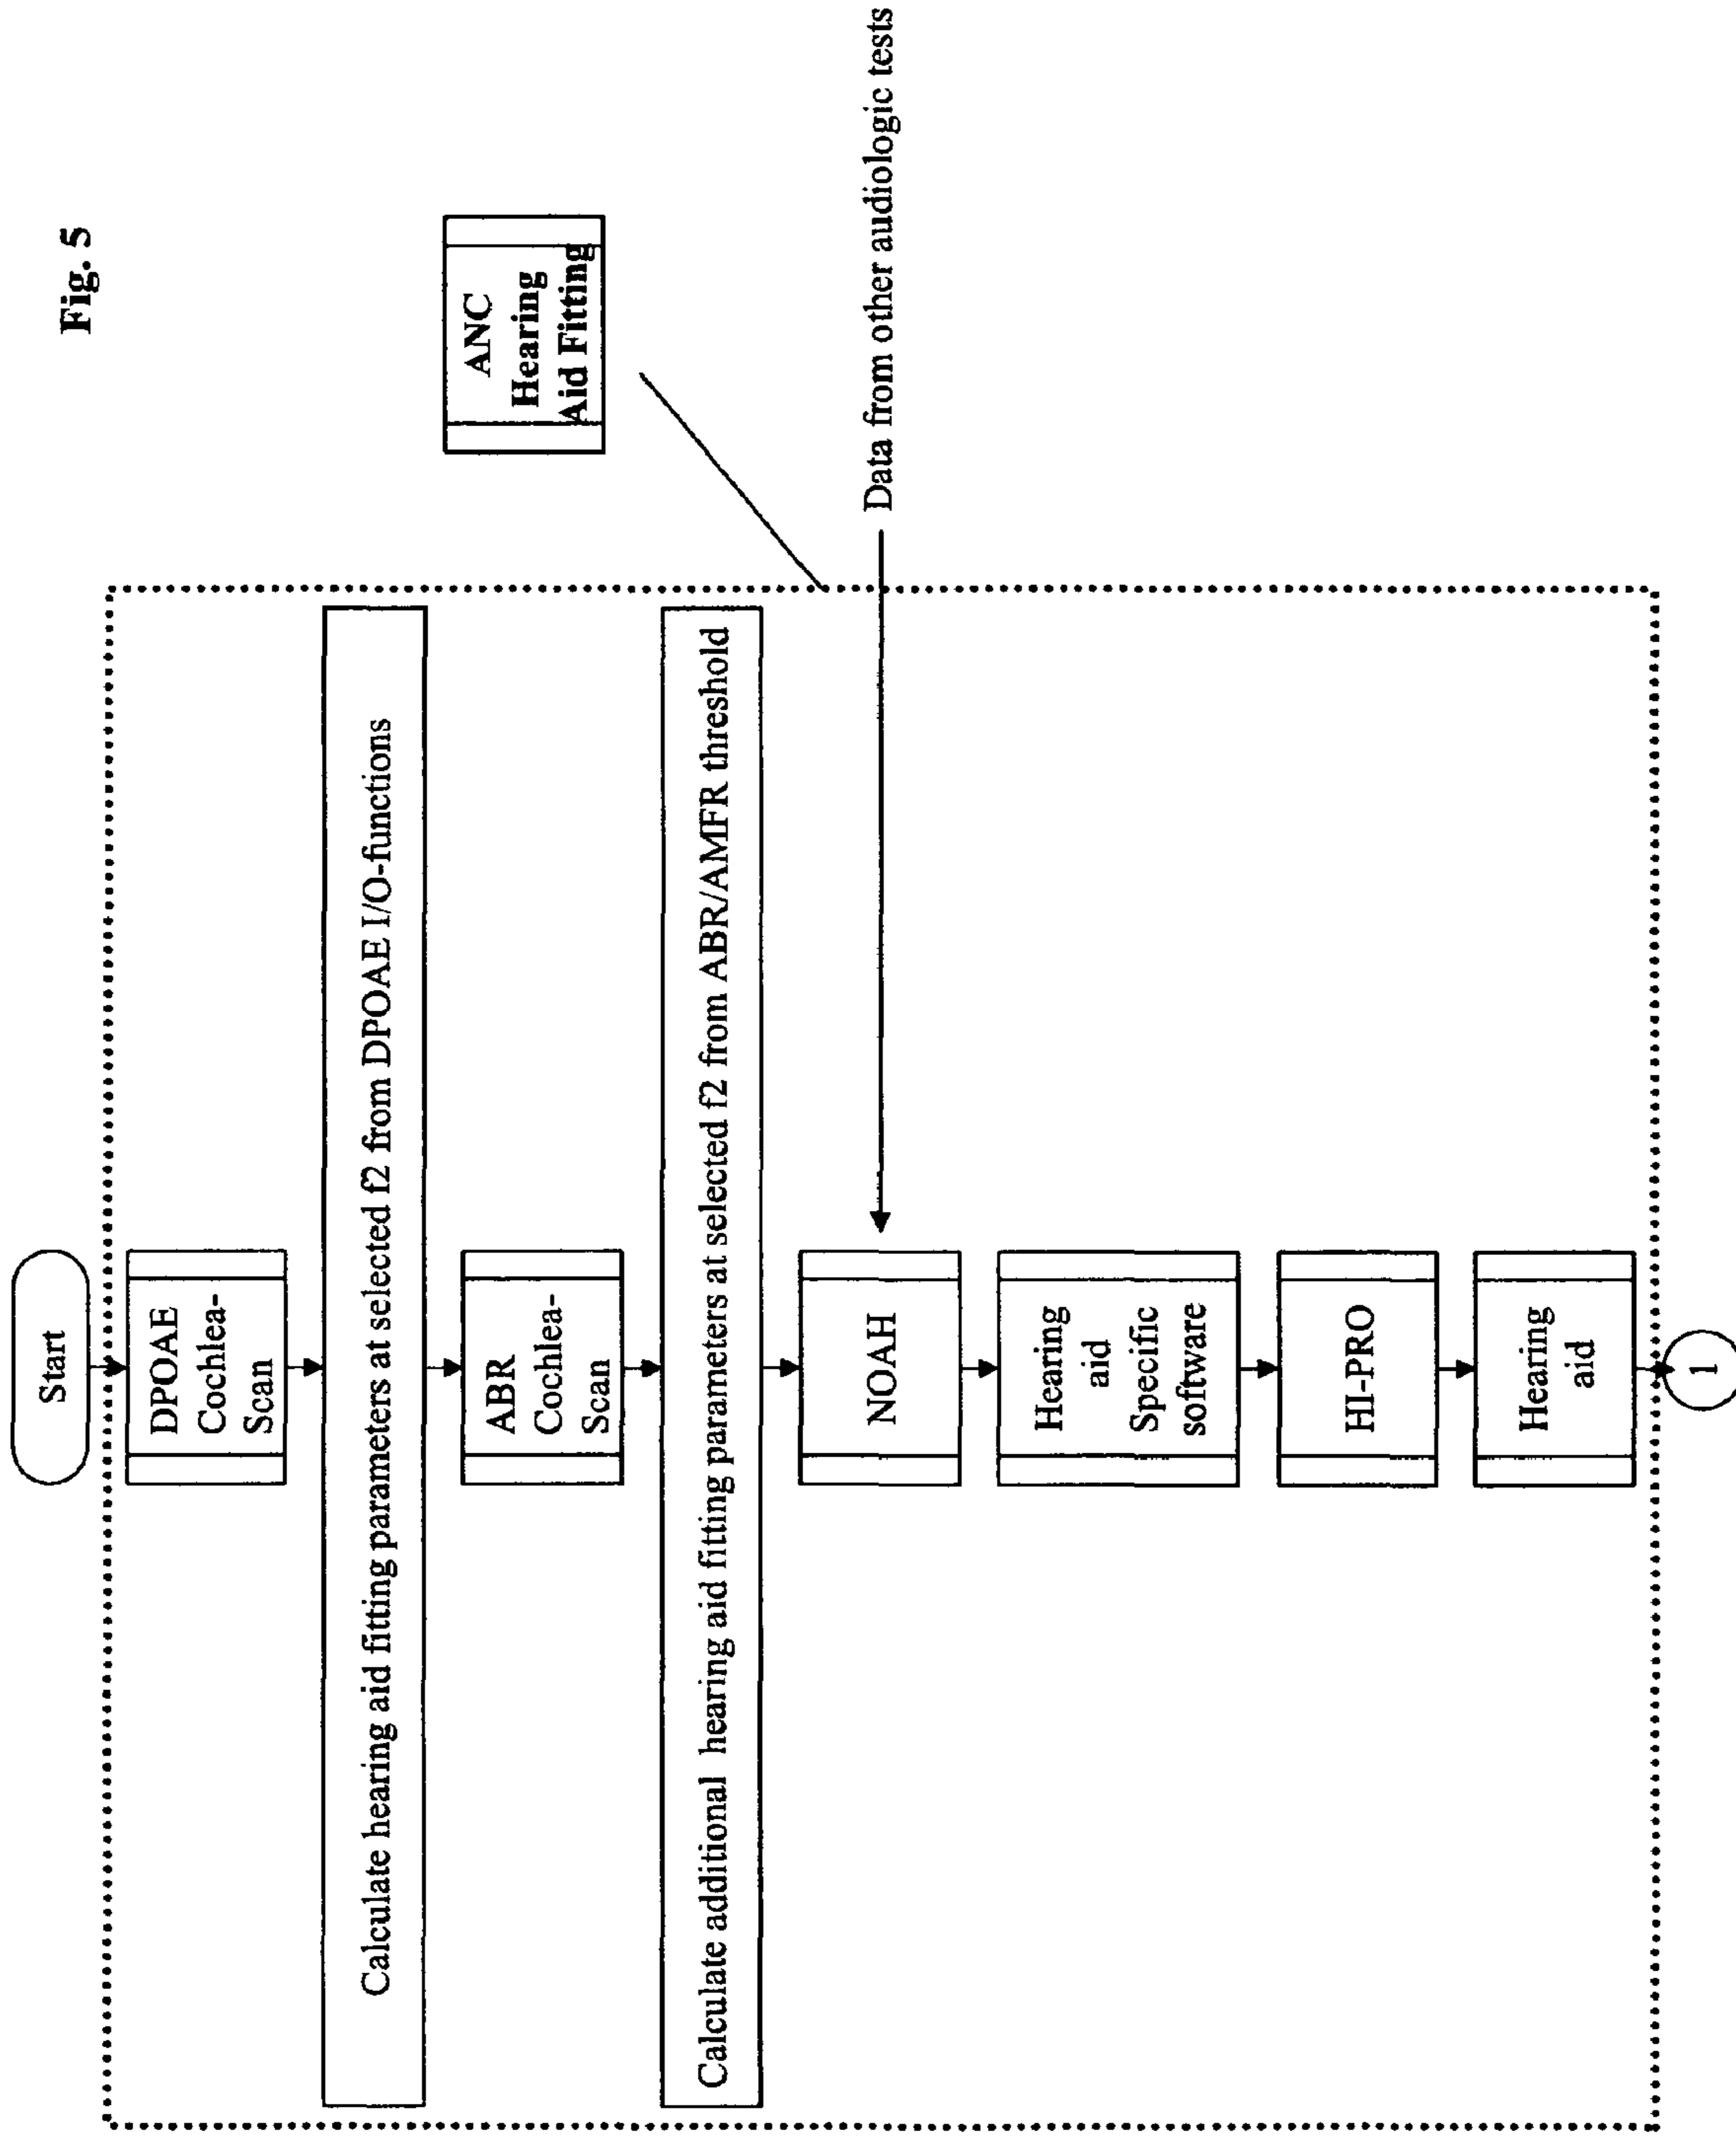 Fig. 5
Start
DPOAE
Cochlea-
Scan
Calculate hearing aid fitting parameters at selected f2 from DPOAE I/O-functions
ABR
Cochlea-
Scan
ANC
Hearing
Aid Fitting
Calculate additional hearing aid fitting parameters at selected f2 from ABR/AMFR threshold
NOAH
Data from other audiologic tests
Hearing
aid
Specific
software
HI-PRO
Hearing
aid
1